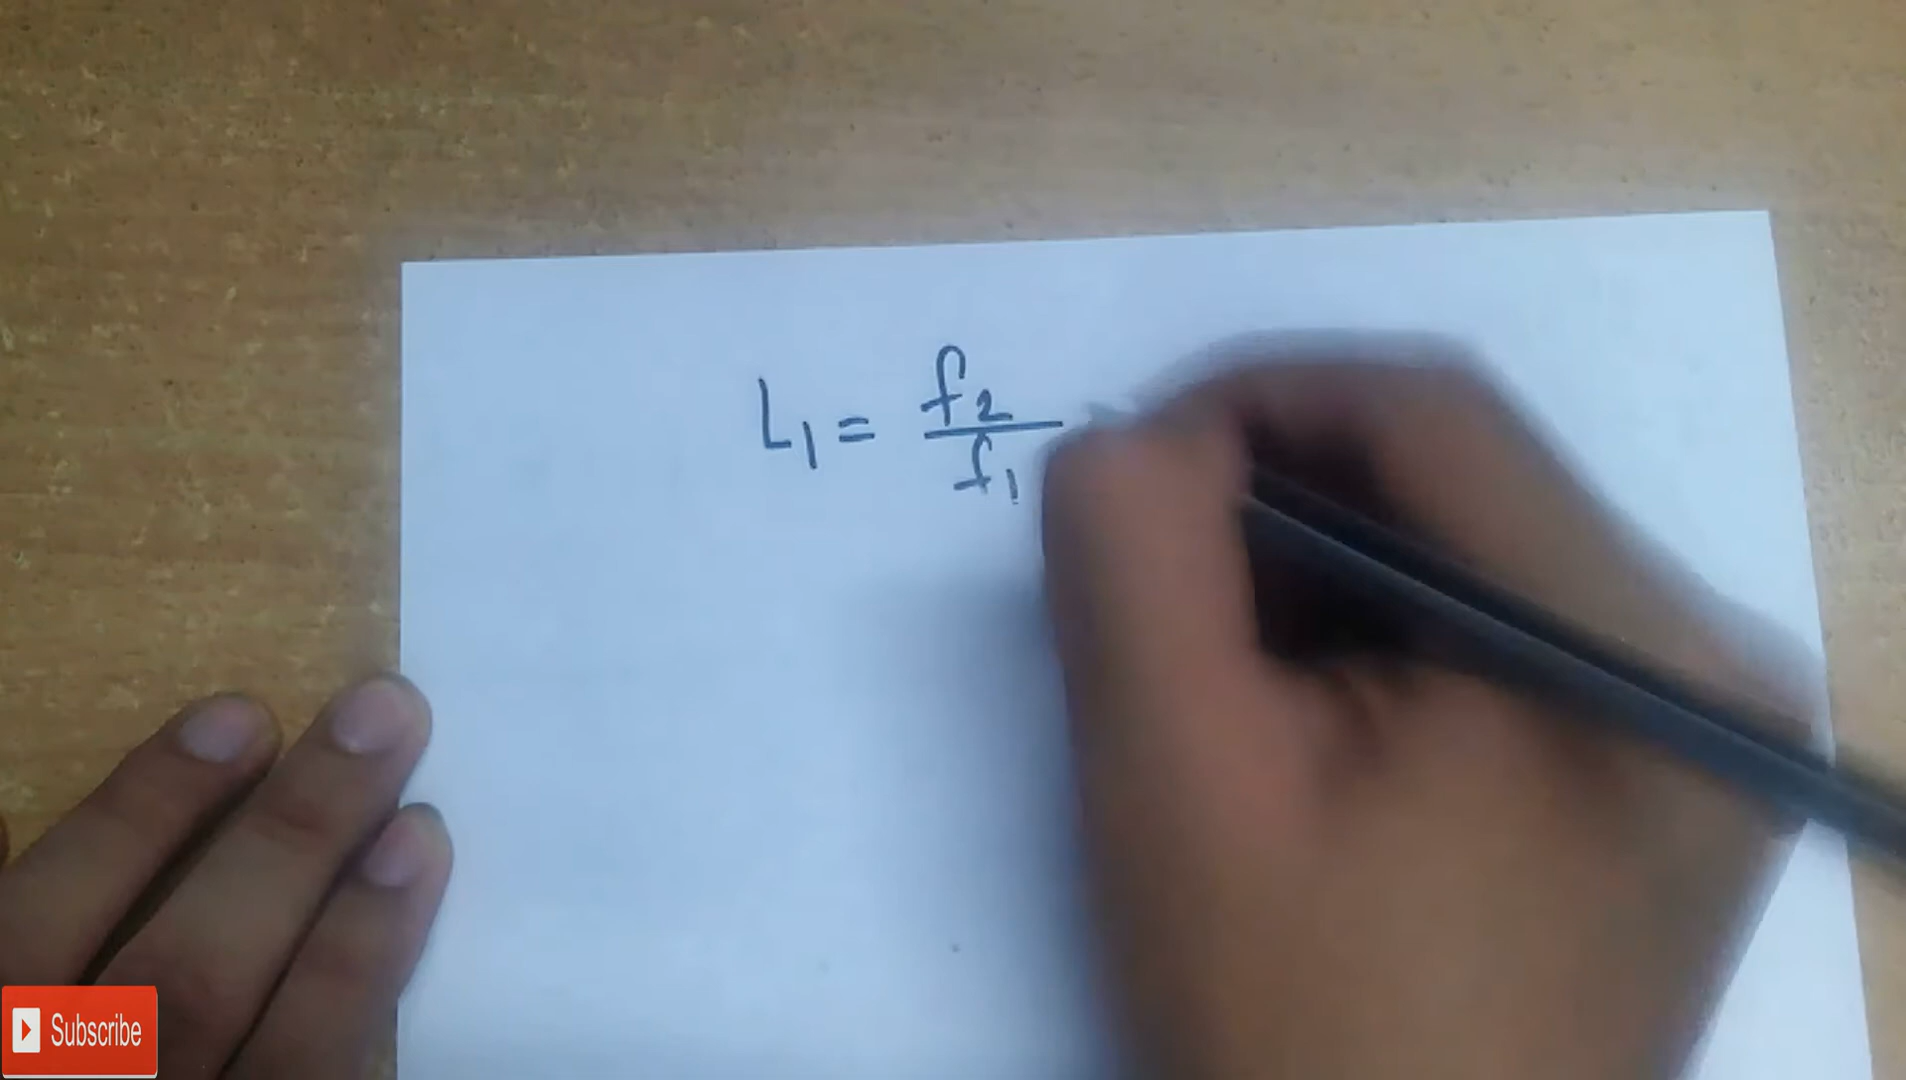 L₁ = f₂/f₁
Subscribe